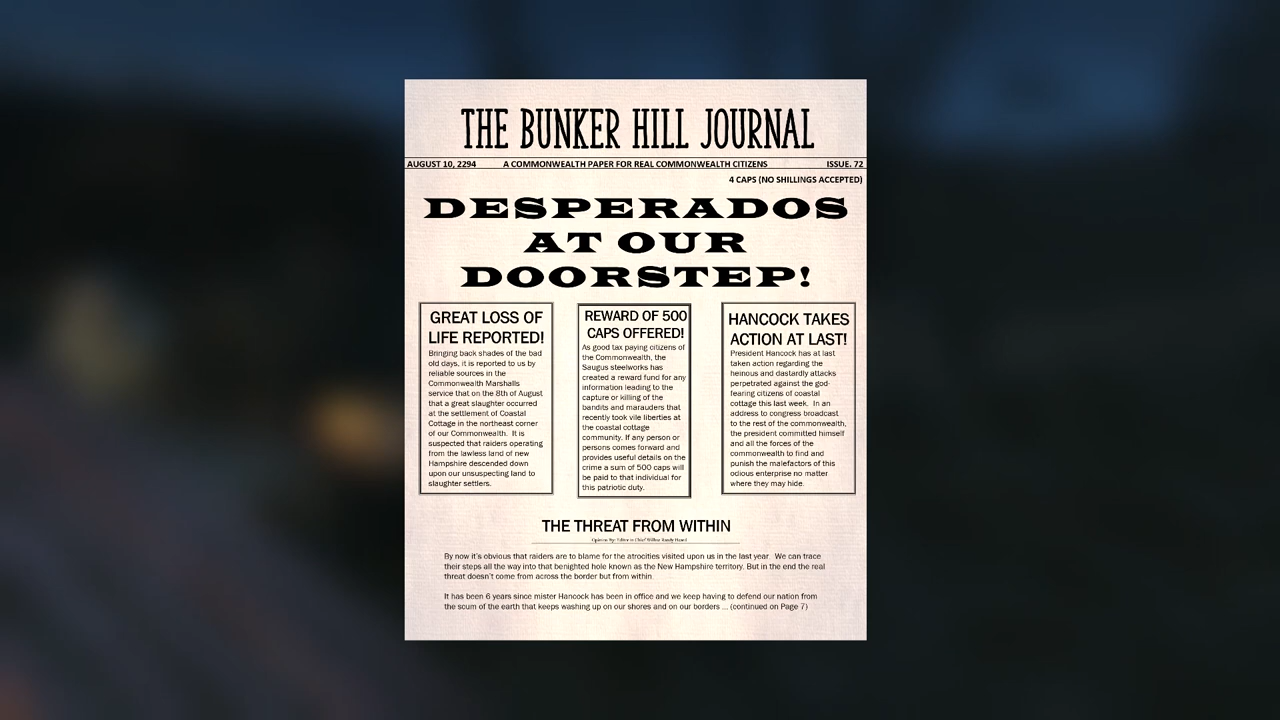 THE BUNKER HILL JOURNAL
AUGUST 10, 2294 A COMMONWEALTH PAPER FOR REAL COMMONWEALTH CITIZENS ISSUE. 72
4 CAPS (NO SHILLINGS ACCEPTED)
DESPERADOS
AT OUR
DOORSTEP!
GREAT LOSS OF
LIFE REPORTED!
Bringing back shades of the bad
old days, it is reported to us by
reliable sources in the
Commonwealth Marshalls
service that on the 8th of August
that a great slaughter occurred
at the settlement of Coastal
Cottage in the northeast corner
of our Commonwealth. It is
suspected that raiders operating
from the lawless land of new
Hampshire descended down
upon our unsuspecting land to
slaughter settlers.
REWARD OF 500
CAPS OFFERED!
As good tax paying citizens of
the Commonwealth, the
Saugus steelworks has
created a reward fund for any
information leading to the
capture or killing of the
bandits and marauders that
recently took vile liberties at
the coastal cottage
community. If any person or
persons comes forward and
provides useful details on the
crime a sum of 500 caps will
be paid to that individual for
this patriotic duty.
HANCOCK TAKES
ACTION AT LAST!
President Hancock has at last
taken action regarding the
heinous and dastardly attacks
perpetrated against the god-
fearing citizens of coastal
cottage this last week. In an
address to congress broadcast
to the rest of the commonwealth,
the president committed himself
and all the forces of the
commonwealth to find and
punish the malefactors of this
odious enterprise no matter
where they may hide.
THE THREAT FROM WITHIN
Opinion By: Editor in Chief Wilbur Randy Hearst
By now it's obvious that raiders are to blame for the atrocities visited upon us in the last year. We can trace
their steps all the way into that benighted hole known as the New Hampshire territory. But in the end the real
threat doesn't come from across the border but from within.
It has been 6 years since mister Hancock has been in office and we keep having to defend our nation from
the scum of the earth that keeps washing up on our shores and on our borders ... (continued on Page 7)